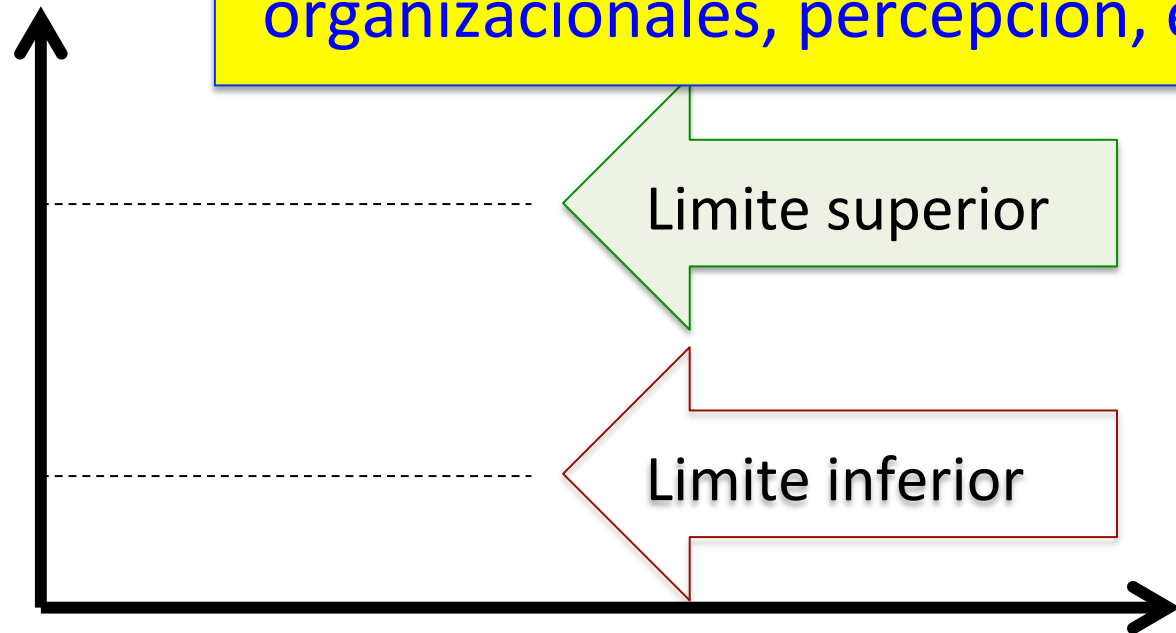 organizacionales, percepción,
Limite superior
Limite inferior